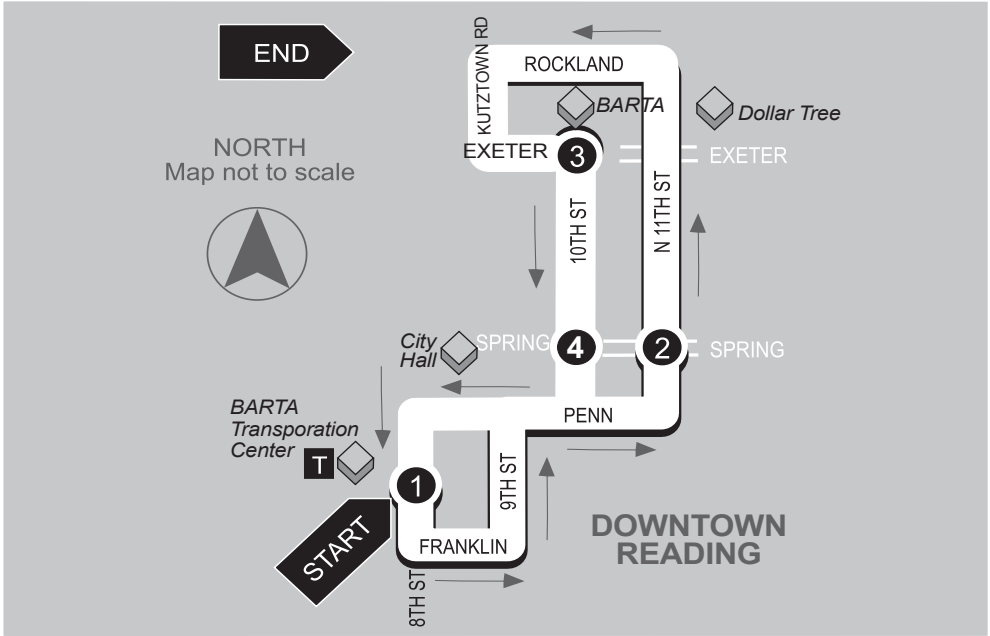 END
KUTZTOWN RD
ROCKLAND
BARTA
Dollar Tree
NORTH
Map not to scale
EXETER
3
EXETER
10TH ST
N 11TH ST
City
Hall
SPRING
4
2
SPRING
BARTA
Transporation
Center
T
PENN
1
9TH ST
START
FRANKLIN
8TH ST
DOWNTOWN
READING